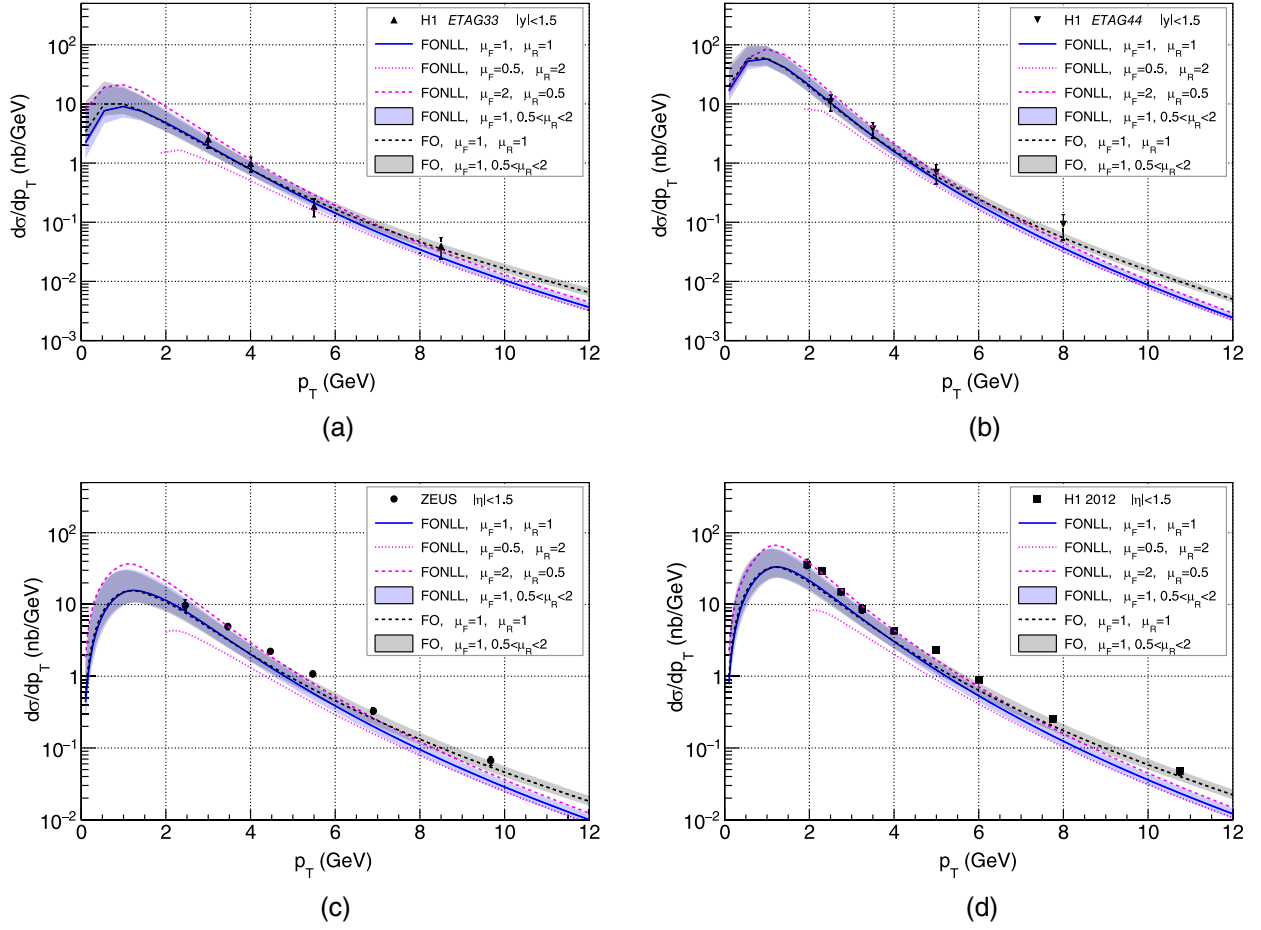 H1 ETAG33 |y|<1.5
FONLL, μF=1, μR=1
FONLL, μF=0.5, μR=2
FONLL, μF=2, μR=0.5
FONLL, μF=1, 0.5<μR<2
FO, μF=1, μR=1
FO, μF=1, 0.5<μR<2
dσ/dpT (nb/GeV)
10^2
10
1
10^−1
10^−2
10^−3
0 2 4 6 8 10 12
pT (GeV)
(a)
H1 ETAG44 |y|<1.5
FONLL, μF=1, μR=1
FONLL, μF=0.5, μR=2
FONLL, μF=2, μR=0.5
FONLL, μF=1, 0.5<μR<2
FO, μF=1, μR=1
FO, μF=1, 0.5<μR<2
dσ/dpT (nb/GeV)
10^2
10
1
10^−1
10^−2
10^−3
0 2 4 6 8 10 12
pT (GeV)
(b)
ZEUS |η|<1.5
FONLL, μF=1, μR=1
FONLL, μF=0.5, μR=2
FONLL, μF=2, μR=0.5
FONLL, μF=1, 0.5<μR<2
FO, μF=1, μR=1
FO, μF=1, 0.5<μR<2
dσ/dpT (nb/GeV)
10^2
10
1
10^−1
10^−2
0 2 4 6 8 10 12
pT (GeV)
(c)
H1 2012 |η|<1.5
FONLL, μF=1, μR=1
FONLL, μF=0.5, μR=2
FONLL, μF=2, μR=0.5
FONLL, μF=1, 0.5<μR<2
FO, μF=1, μR=1
FO, μF=1, 0.5<μR<2
dσ/dpT (nb/GeV)
10^2
10
1
10^−1
10^−2
0 2 4 6 8 10 12
pT (GeV)
(d)